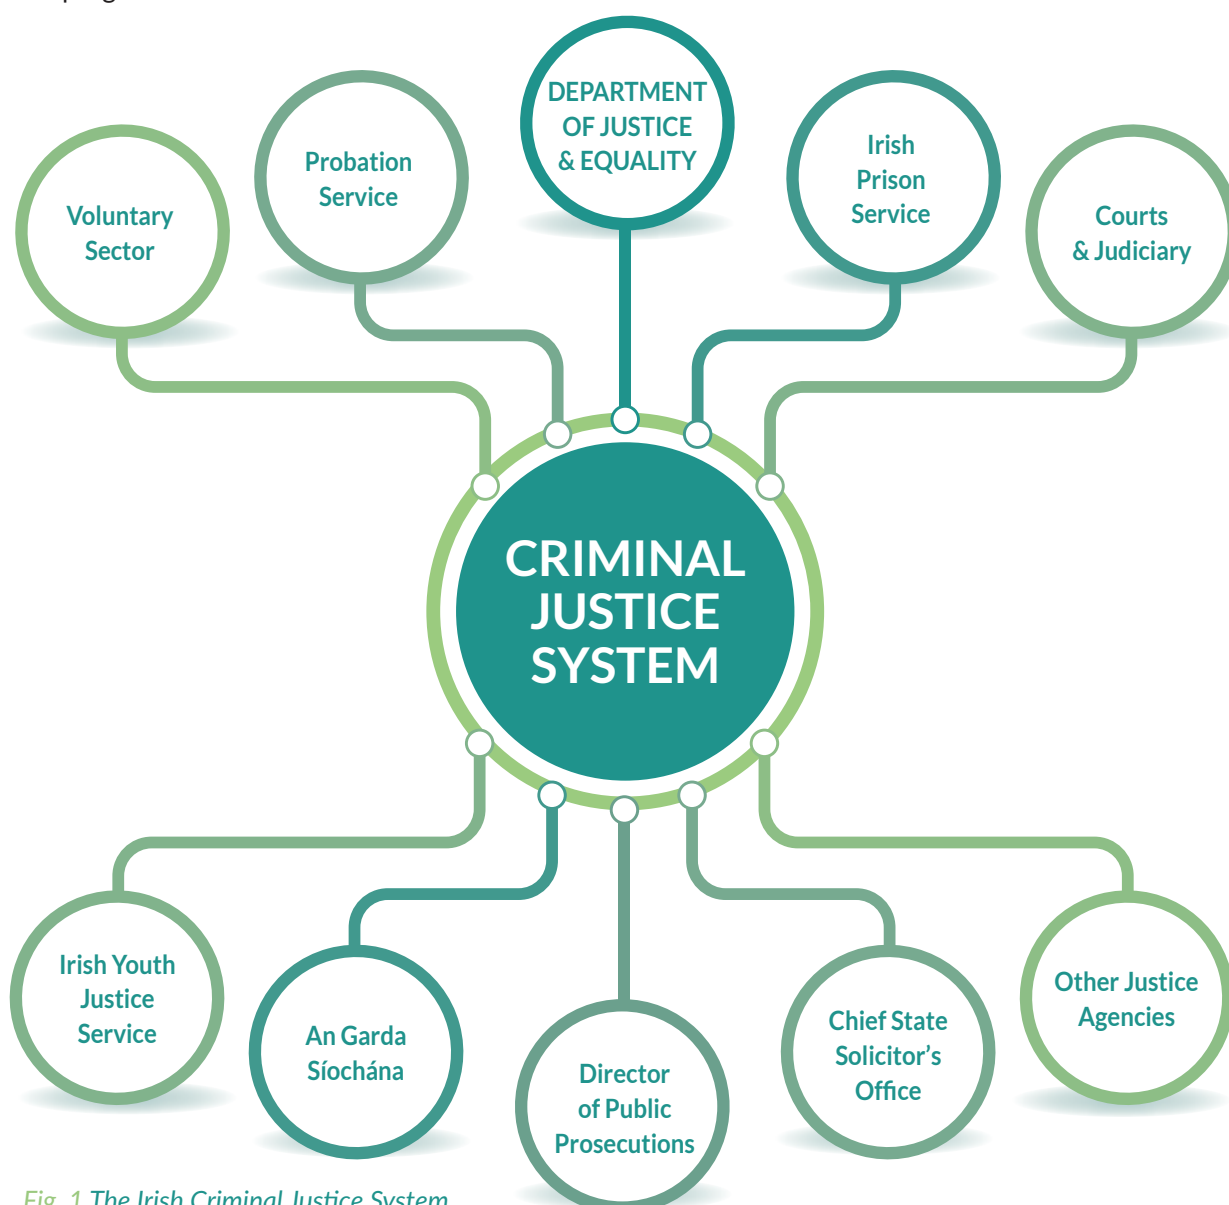 DEPARTMENT
OF JUSTICE
& EQUALITY
Probation
Service
Irish
Prison
Service
Voluntary
Sector
Courts
& Judiciary
CRIMINAL
JUSTICE
SYSTEM
Irish Youth
Justice
Service
An Garda
Síochána
Director
of Public
Prosecutions
Chief State
Solicitor’s
Office
Other Justice
Agencies
Fig. 1 The Irish Criminal Justice System